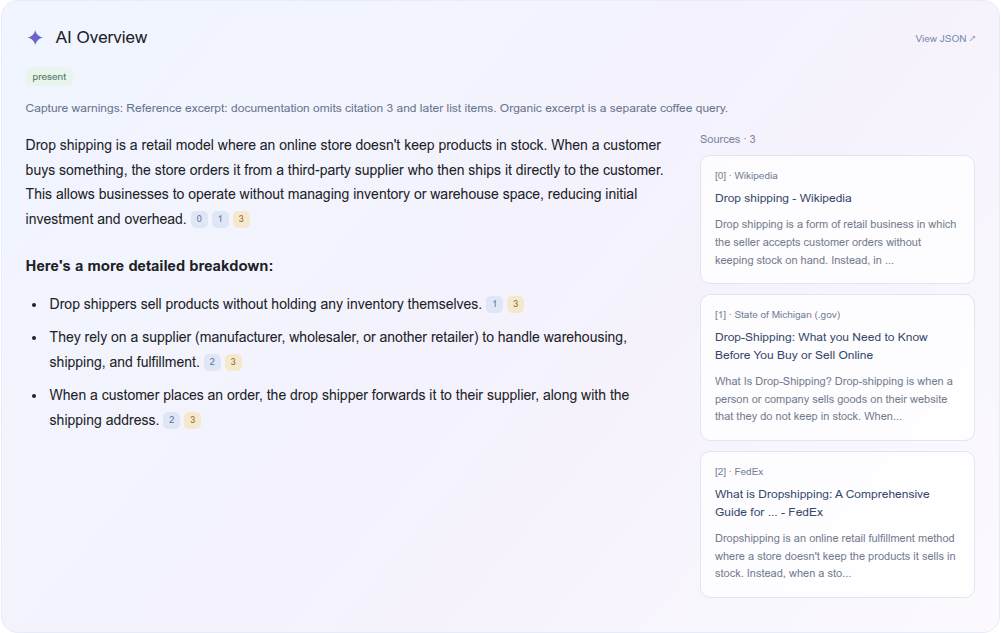 AI Overview
View JSON ↗
present
Capture warnings: Reference excerpt: documentation omits citation 3 and later list items. Organic excerpt is a separate coffee query.
Drop shipping is a retail model where an online store doesn't keep products in stock. When a customer
buys something, the store orders it from a third-party supplier who then ships it directly to the customer.
This allows businesses to operate without managing inventory or warehouse space, reducing initial
investment and overhead. 0 1 3
Here's a more detailed breakdown:
• Drop shippers sell products without holding any inventory themselves. 1 3
• They rely on a supplier (manufacturer, wholesaler, or another retailer) to handle warehousing,
shipping, and fulfillment. 2 3
• When a customer places an order, the drop shipper forwards it to their supplier, along with the
shipping address. 2 3
Sources · 3
[0] · Wikipedia
Drop shipping - Wikipedia
Drop shipping is a form of retail business in which
the seller accepts customer orders without
keeping stock on hand. Instead, in ...
[1] · State of Michigan (.gov)
Drop-Shipping: What you Need to Know
Before You Buy or Sell Online
What Is Drop-Shipping? Drop-shipping is when a
person or company sells goods on their website
that they do not keep in stock. When...
[2] · FedEx
What is Dropshipping: A Comprehensive
Guide for ... - FedEx
Dropshipping is an online retail fulfillment method
where a store doesn't keep the products it sells in
stock. Instead, when a sto...